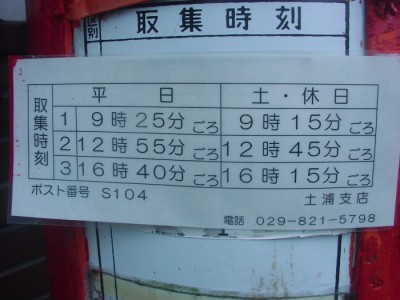 区別
取集時刻
取集時刻
平日 土・休日
1 9時25分ごろ 9時15分ごろ
2 12時55分ごろ 12時45分ごろ
3 16時40分ごろ 16時15分ごろ
ポスト番号 S104 土浦支店
電話 029-821-5798